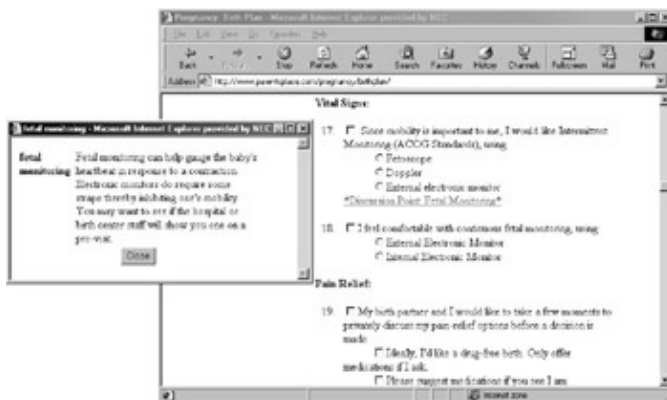 Pregnancy: Birth Plan - Microsoft Internet Explorer provided by NEC
File Edit View Go Favorites Help
Back Stop Refresh Home Search Favorites History Channels Fullscreen Mail Print
Address http://www.parentsplace.com/pregnancy/birthplan/
Vital Signs:
17. Since mobility is important to me, I would like Intermittent
Monitoring (ACOG Standards), using
Fetoscope
Doppler
External electronic monitor
*Discussion Point: Fetal Monitoring*
18. I feel comfortable with continuous fetal monitoring, using
External Electronic Monitor
Internal Electronic Monitor
Pain Relief:
19. My birth partner and I would like to take a few moments to
privately discuss my pain-relief options before a decision is
made
Ideally, I'd like a drug-free birth. Only offer
medications if I ask.
Please suggest medications if you see I am
Internet zone
fetal monitoring - Microsoft Internet Explorer provided by NEC
fetal Fetal monitoring can help gauge the baby's
monitoring heartbeat in response to a contraction.
Electronic monitors do require some
straps thereby inhibiting one's mobility.
You may want to see if the hospital or
birth center staff will show you one on a
pre-visit.
Close